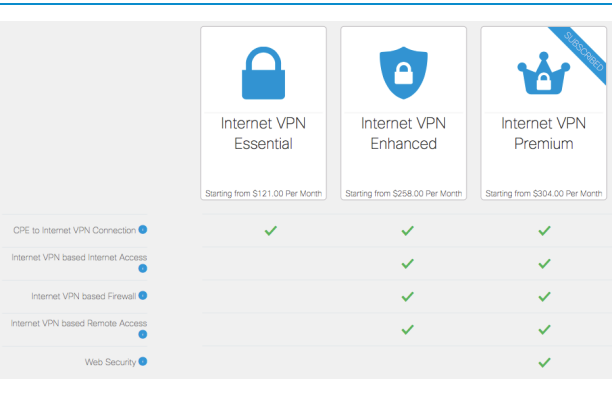 SUBSCRIBED
Internet VPN
Essential
Starting from $121.00 Per Month
Internet VPN
Enhanced
Starting from $258.00 Per Month
Internet VPN
Premium
Starting from $304.00 Per Month
CPE to Internet VPN Connection
Internet VPN based Internet Access
Internet VPN based Firewall
Internet VPN based Remote Access
Web Security